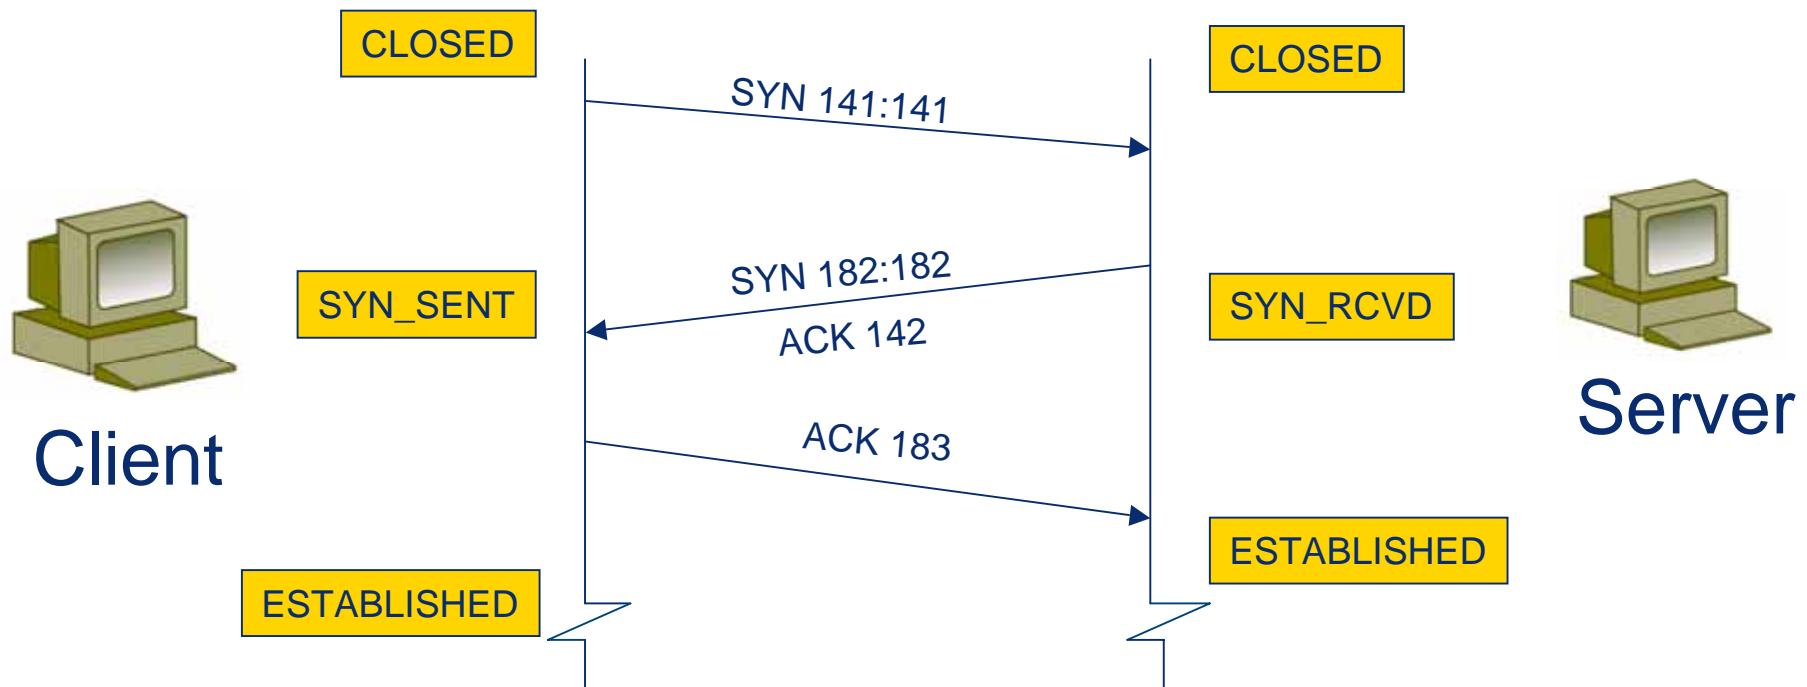 CLOSED
CLOSED
SYN 141:141
SYN 182:182
SYN_SENT
SYN_RCVD
ACK 142
Server
Client
ACK 183
ESTABLISHED
ESTABLISHED